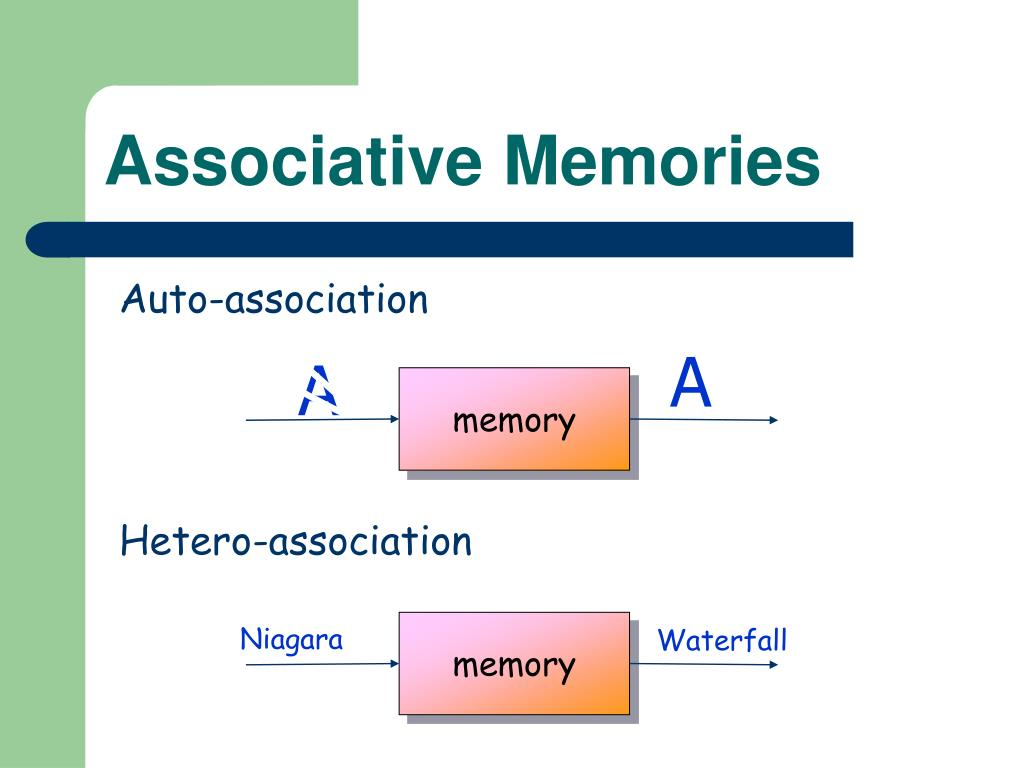 Associative Memories
Auto-association
A
memory
A
Hetero-association
Niagara
memory
Waterfall